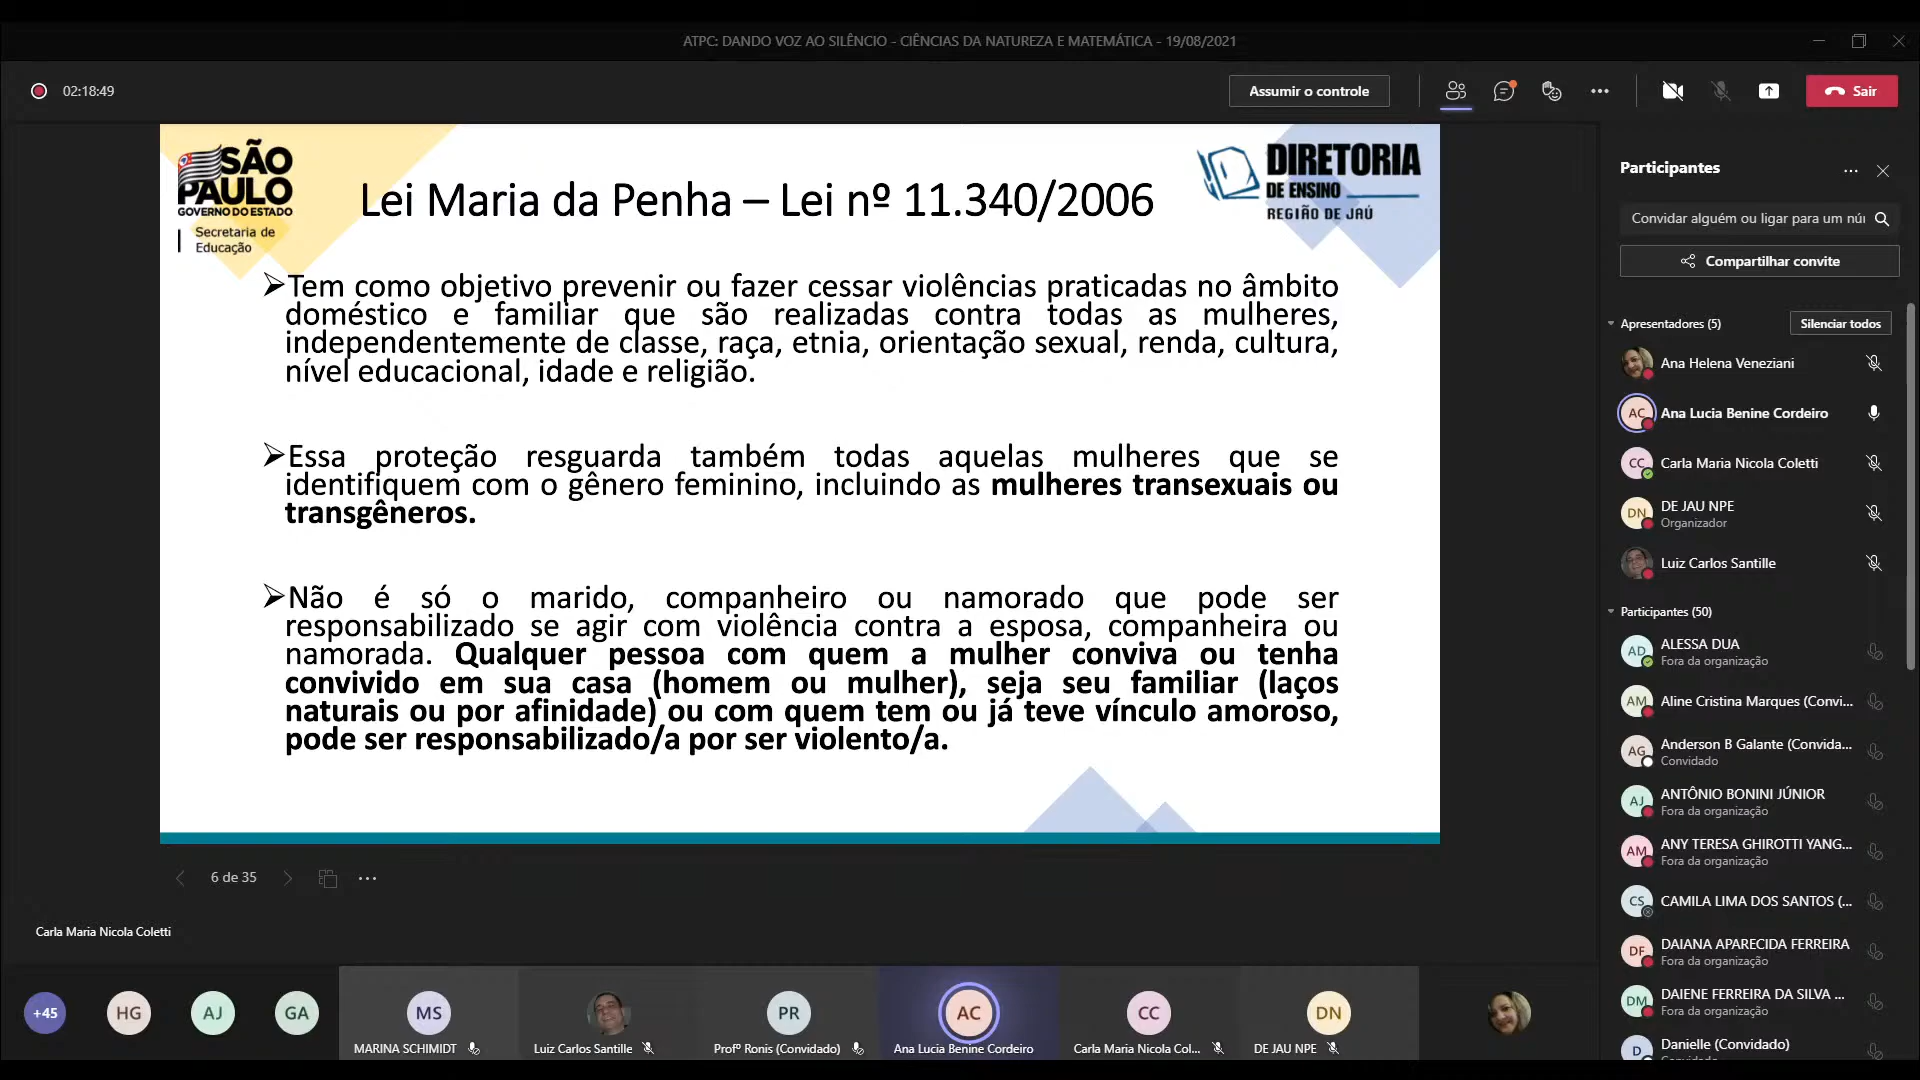 ATPC: DANDO VOZ AO SILÊNCIO - CIÊNCIAS DA NATUREZA E MATEMÁTICA - 19/08/2021
02:18:49
Assumir o controle
Sair
SÃO
PAULO
GOVERNO DO ESTADO
Secretaria de
Educação
Lei Maria da Penha – Lei nº 11.340/2006
DIRETORIA
DE ENSINO
REGIÃO DE JAÚ
➢Tem como objetivo prevenir ou fazer cessar violências praticadas no âmbito
doméstico e familiar que são realizadas contra todas as mulheres,
independentemente de classe, raça, etnia, orientação sexual, renda, cultura,
nível educacional, idade e religião.
➢Essa proteção resguarda também todas aquelas mulheres que se
identifiquem com o gênero feminino, incluindo as mulheres transexuais ou
transgêneros.
➢Não é só o marido, companheiro ou namorado que pode ser
responsabilizado se agir com violência contra a esposa, companheira ou
namorada. Qualquer pessoa com quem a mulher conviva ou tenha
convivido em sua casa (homem ou mulher), seja seu familiar (laços
naturais ou por afinidade) ou com quem tem ou já teve vínculo amoroso,
pode ser responsabilizado/a por ser violento/a.
6 de 35
Carla Maria Nicola Coletti
Participantes
Convidar alguém ou ligar para um núı
Compartilhar convite
Apresentadores (5)
Silenciar todos
Ana Helena Veneziani
AC Ana Lucia Benine Cordeiro
CC Carla Maria Nicola Coletti
DN DE JAU NPE
Organizador
Luiz Carlos Santille
Participantes (50)
AD ALESSA DUA
Fora da organização
AM Aline Cristina Marques (Convi...
AG Anderson B Galante (Convida...
Convidado
AJ ANTÔNIO BONINI JÚNIOR
Fora da organização
AM ANY TERESA GHIROTTI YANG...
Fora da organização
CS CAMILA LIMA DOS SANTOS (...
DF DAIANA APARECIDA FERREIRA
Fora da organização
DM DAIENE FERREIRA DA SILVA ...
Fora da organização
D Danielle (Convidado)
+45
HG
AJ
GA
MS
MARINA SCHIMIDT
Luiz Carlos Santille
PR
Profº Ronis (Convidado)
AC
Ana Lucia Benine Cordeiro
CC
Carla Maria Nicola Col...
DN
DE JAU NPE